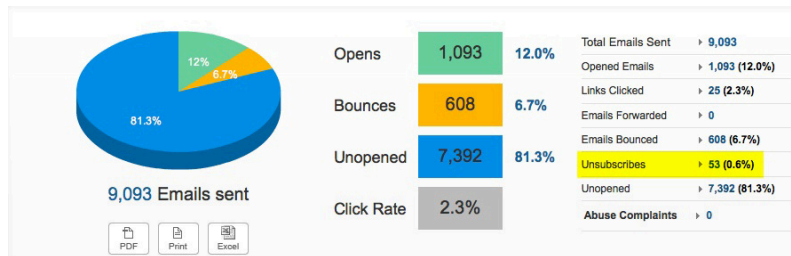 12%
6.7%
81.3%
9,093 Emails sent
PDF
Print
Excel
Opens 1,093 12.0%
Bounces 608 6.7%
Unopened 7,392 81.3%
Click Rate 2.3%
Total Emails Sent 9,093
Opened Emails 1,093 (12.0%)
Links Clicked 25 (2.3%)
Emails Forwarded 0
Emails Bounced 608 (6.7%)
Unsubscribes 53 (0.6%)
Unopened 7,392 (81.3%)
Abuse Complaints 0